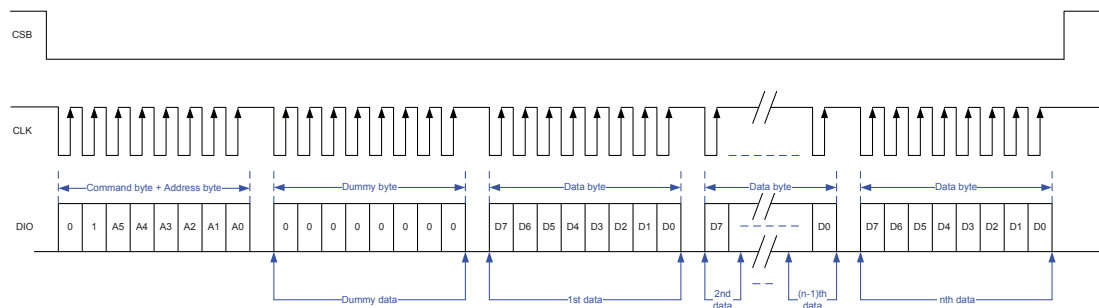 CSB
CLK
Command byte + Address byte
Dummy byte
Data byte
Data byte
Data byte
DIO
0 1 A5 A4 A3 A2 A1 A0
0 0 0 0 0 0 0 0
D7 D6 D5 D4 D3 D2 D1 D0
D7
D0
D7 D6 D5 D4 D3 D2 D1 D0
Dummy data
1st data
2nd
data
(n-1)th
data
nth data